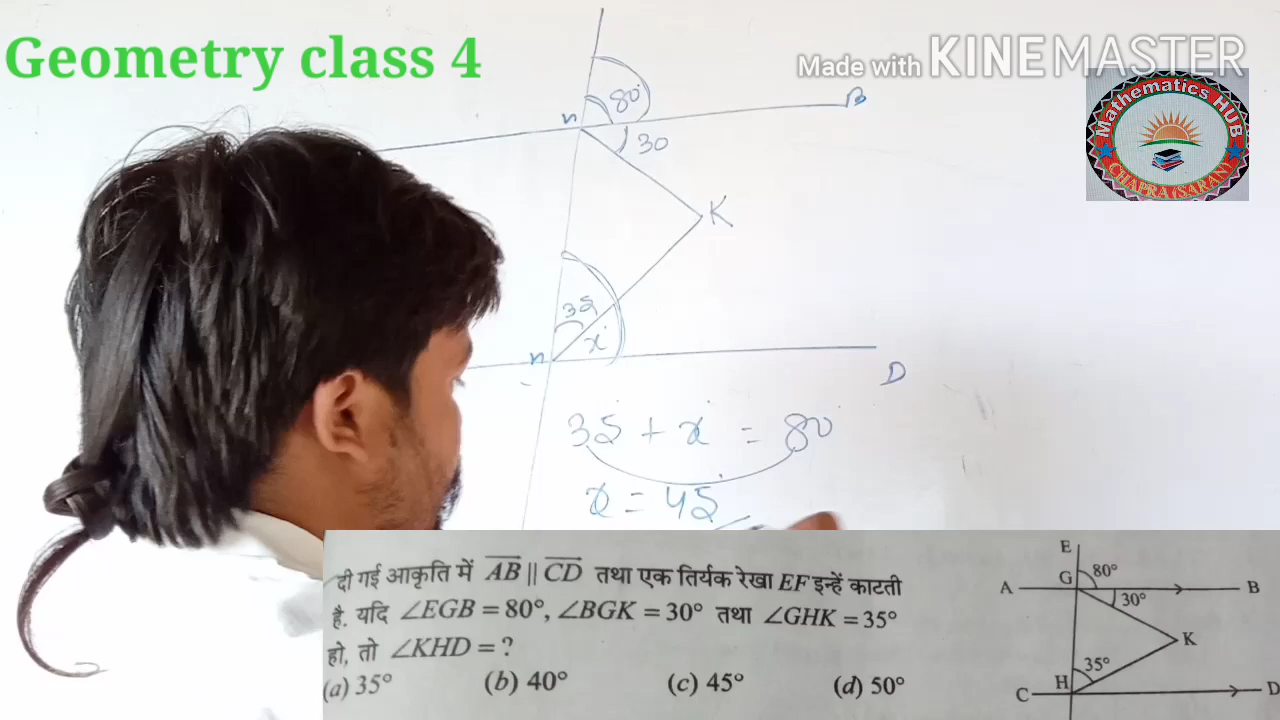 Geometry class 4
Made with KINEMASTER
Mathematics HUB
CHAPRA (SARAN)
80°
B
30
K
35
x°
D
35° + x° = 80°
x = 45°
दी गई आकृति में AB || CD तथा एक तिर्यक रेखा EF इन्हें काटती
है. यदि ∠EGB = 80°, ∠BGK = 30° तथा ∠GHK = 35°
हो, तो ∠KHD = ?
(a) 35° (b) 40° (c) 45° (d) 50°
E
A G 80° B
30°
K
35°
C H D